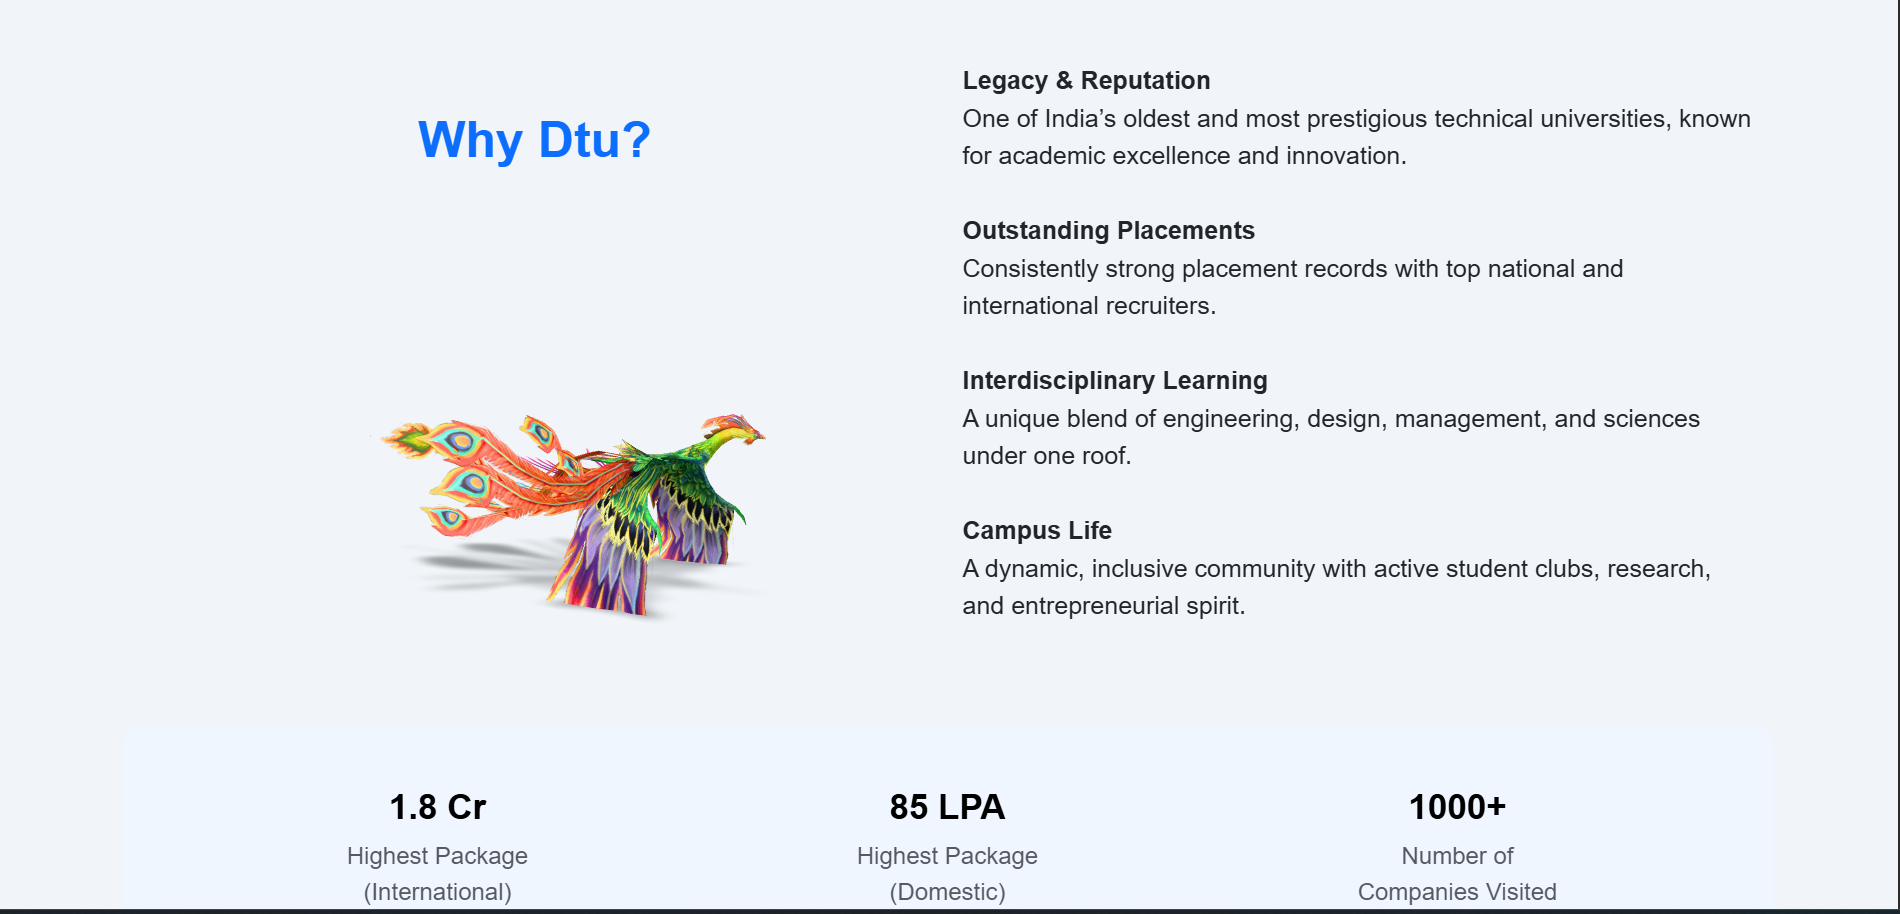 Why Dtu?
Legacy & Reputation
One of India’s oldest and most prestigious technical universities, known
for academic excellence and innovation.
Outstanding Placements
Consistently strong placement records with top national and
international recruiters.
Interdisciplinary Learning
A unique blend of engineering, design, management, and sciences
under one roof.
Campus Life
A dynamic, inclusive community with active student clubs, research,
and entrepreneurial spirit.
1.8 Cr
Highest Package
(International)
85 LPA
Highest Package
(Domestic)
1000+
Number of
Companies Visited